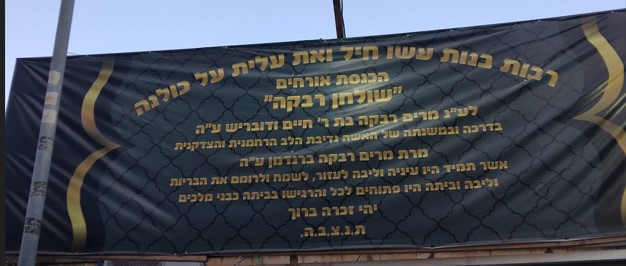 רבות בנות עשו חיל ואת עלית על כולנה
הכנסת אורחים
"שולחן רבקה"
לע"נ מרים רבקה בת ר' חיים ודובריש ע"ה
בדרכה ובמשנתה של האשה נדיבת הלב הרחמנית והצדקנית
מרת מרים רבקה ברנדמן ע"ה
אשר תמיד היו עיניה וליבה לעזור, לשמח ולרומם את הבריות
וליבה וביתה היו פתוחים לכל והרגישו בביתה כבני מלכים
יהי זכרה ברוך
ת.נ.צ.ב.ה.